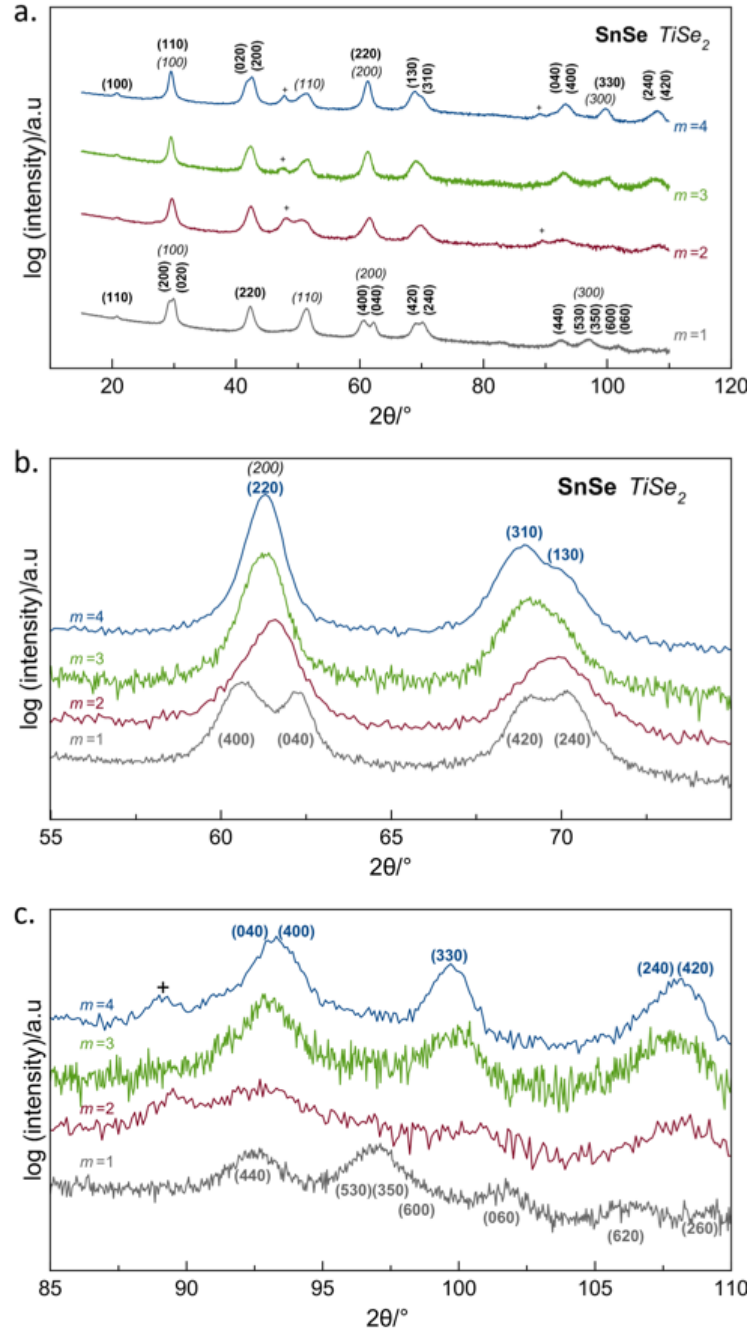 a.
SnSe TiSe2
(100)
(110)
(100)
(020)
(200)
+
(110)
(220)
(200)
(130)
(310)
+
(040)
(400)
(330)
(300)
(240)
(420)
m=4
+
m=3
+
+
m=2
(110)
(100)
(200)
(020)
(220)
(110)
(200)
(400)
(040)
(420)
(240)
(300)
(440)
(530)
(350)
(600)
(060)
m=1
log (intensity)/a.u
20 40 60 80 100 120
2θ/°
b.
SnSe TiSe2
(200)
(220)
(310)
(130)
m=4
m=3
m=2
m=1
(400) (040) (420) (240)
log (intensity)/a.u
55 60 65 70
2θ/°
c.
(040) (400)
(330)
(240) (420)
+
m=4
m=3
m=2
m=1
(440)
(530)(350)
(600)
(060)
(620)
(260)
log (intensity)/a.u
85 90 95 100 105 110
2θ/°